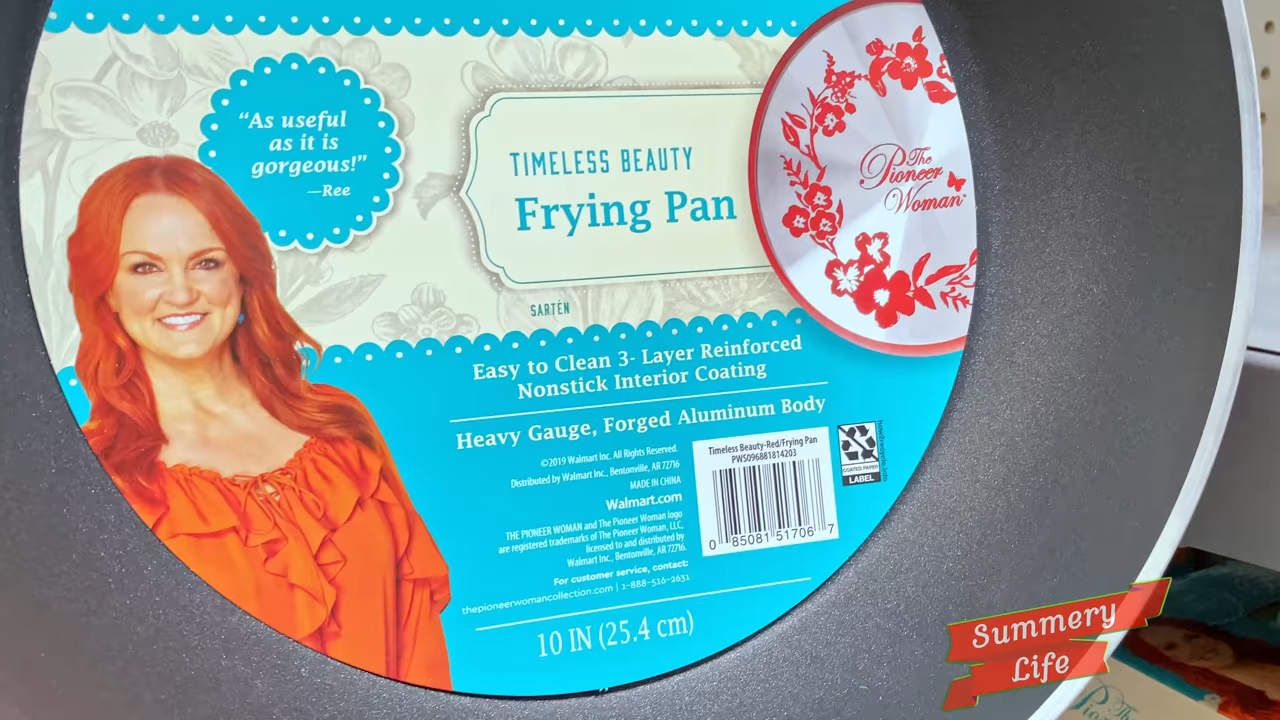 “As useful
as it is
gorgeous!”
—Ree
TIMELESS BEAUTY
Frying Pan
SARTÉN
The
Pioneer
Woman®
Easy to Clean 3- Layer Reinforced
Nonstick Interior Coating
Heavy Gauge, Forged Aluminum Body
©2019 Walmart Inc. All Rights Reserved.
Distributed by Walmart Inc., Bentonville, AR 72716
MADE IN CHINA
Walmart.com
THE PIONEER WOMAN and The Pioneer Woman logo
are registered trademarks of The Pioneer Woman, LLC,
licensed to and distributed by
Walmart Inc., Bentonville, AR 72716.
For customer service, contact:
thepioneerwomancollection.com | 1-888-516-2631
Timeless Beauty-Red/Frying Pan
PWS096881814203
0 85081 51706 7
COATED PAPER
LABEL
how2recycle.info
10 IN (25.4 cm)
Summery
Life
The